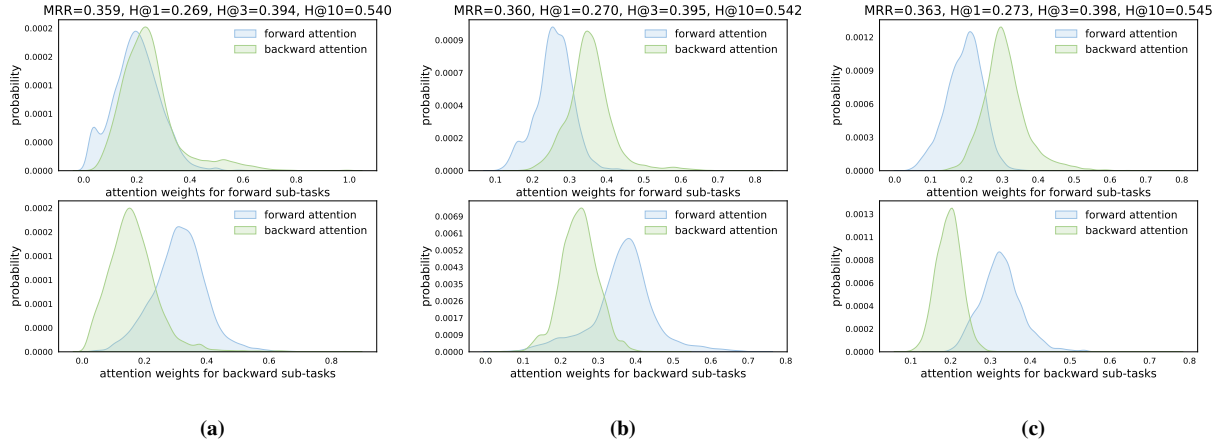 MRR=0.359, H@1=0.269, H@3=0.394, H@10=0.540
0.0002
0.0002
0.0001
0.0001
0.0000
0.0000
probability
forward attention
backward attention
0.0 0.2 0.4 0.6 0.8 1.0
attention weights for forward sub-tasks
0.0002
0.0002
0.0001
0.0001
0.0001
0.0000
0.0000
probability
forward attention
backward attention
0.0 0.2 0.4 0.6 0.8
attention weights for backward sub-tasks
(a)
MRR=0.360, H@1=0.270, H@3=0.395, H@10=0.542
0.0009
0.0007
0.0004
0.0002
0.0000
probability
forward attention
backward attention
0.1 0.2 0.3 0.4 0.5 0.6 0.7 0.8
attention weights for forward sub-tasks
0.0069
0.0061
0.0052
0.0043
0.0035
0.0026
0.0017
0.0009
0.0000
probability
forward attention
backward attention
0.0 0.1 0.2 0.3 0.4 0.5 0.6 0.7 0.8
attention weights for backward sub-tasks
(b)
MRR=0.363, H@1=0.273, H@3=0.398, H@10=0.545
0.0012
0.0009
0.0006
0.0003
0.0000
probability
forward attention
backward attention
0.0 0.1 0.2 0.3 0.4 0.5 0.6 0.7 0.8
attention weights for forward sub-tasks
0.0013
0.0011
0.0009
0.0006
0.0004
0.0002
0.0000
probability
forward attention
backward attention
0.1 0.2 0.3 0.4 0.5 0.6 0.7 0.8
attention weights for backward sub-tasks
(c)